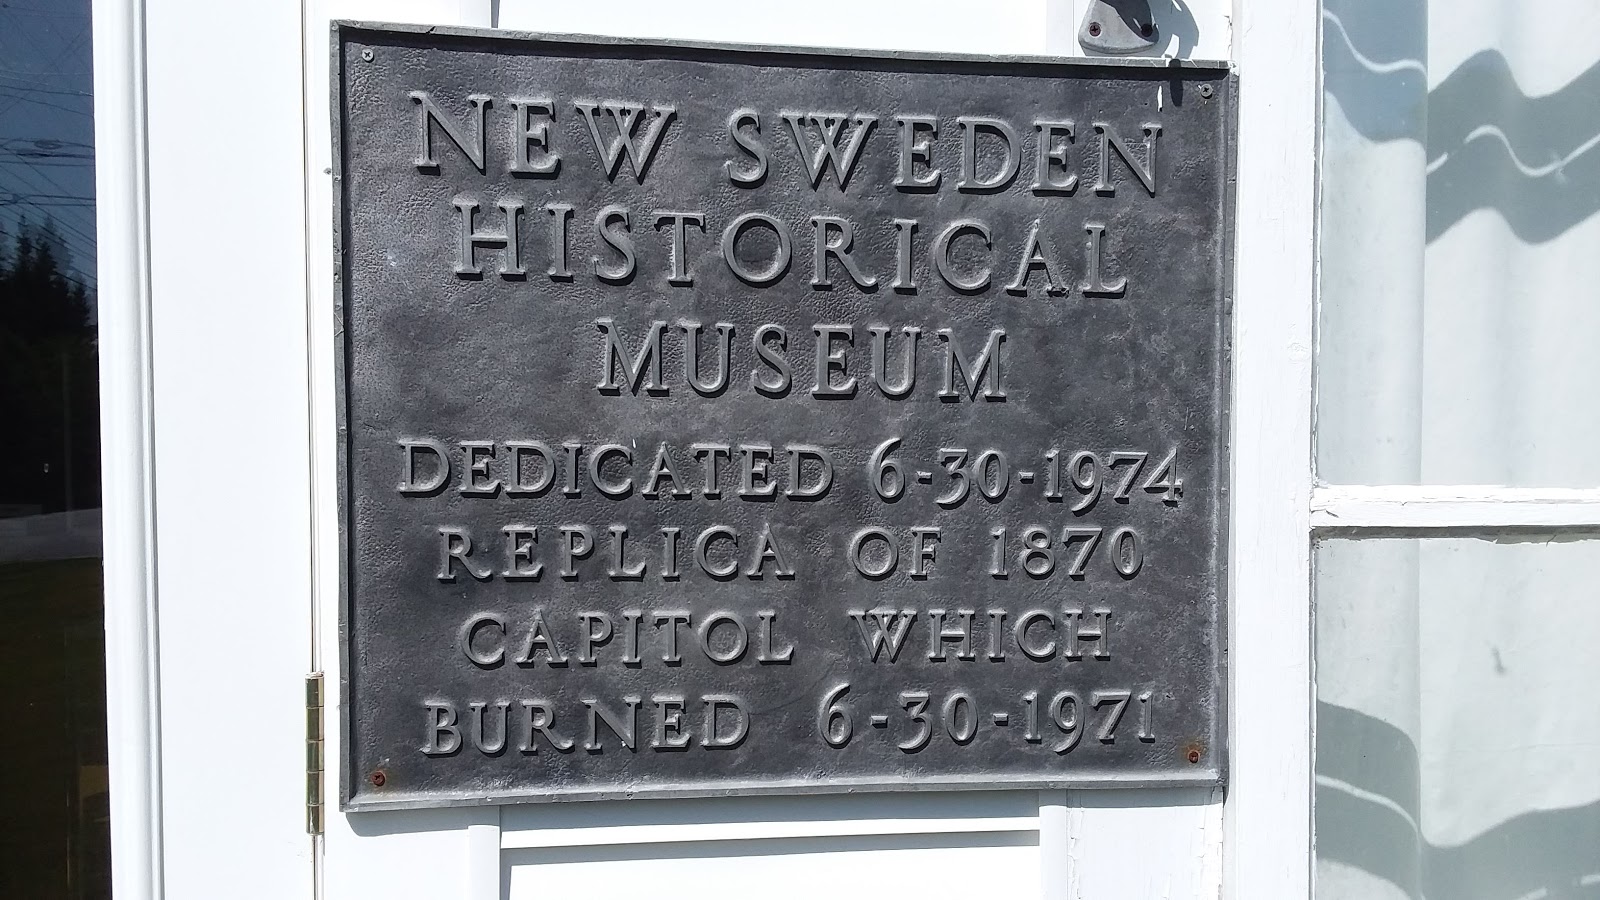 NEW SWEDEN
HISTORICAL
MUSEUM
DEDICATED 6-30-1974
REPLICA OF 1870
CAPITOL WHICH
BURNED 6-30-1971